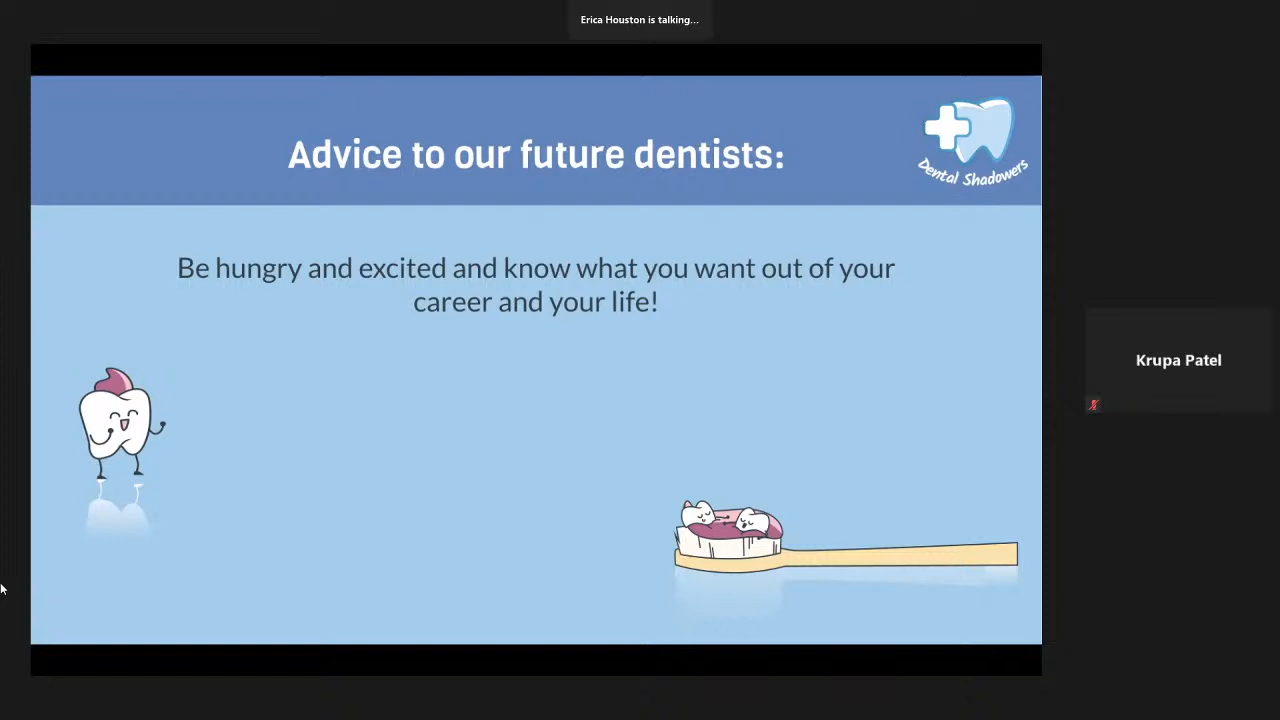 Erica Houston is talking...
Advice to our future dentists:
Dental Shadowers
Be hungry and excited and know what you want out of your
career and your life!
Krupa Patel